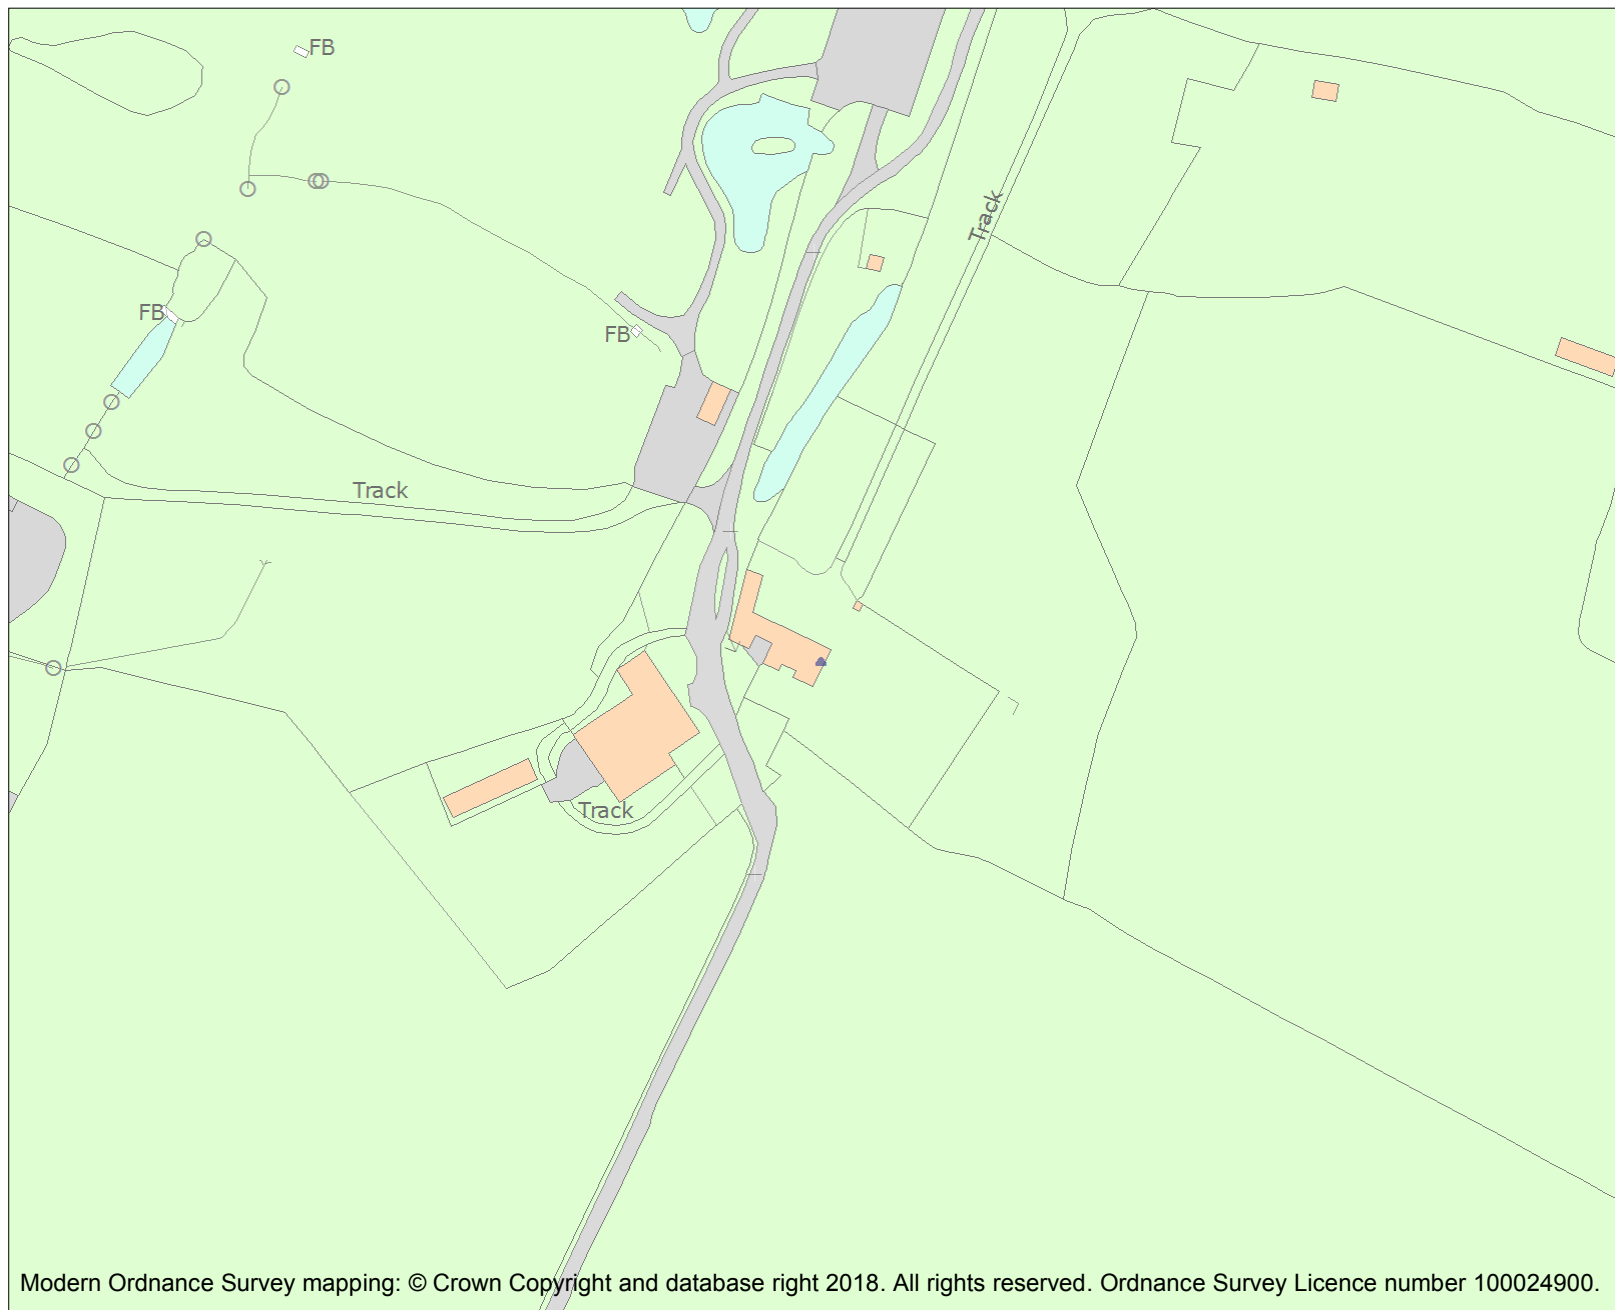 FB
Track
FB
FB
Track
Track
Modern Ordnance Survey mapping: © Crown Copyright and database right 2018. All rights reserved. Ordnance Survey Licence number 100024900.